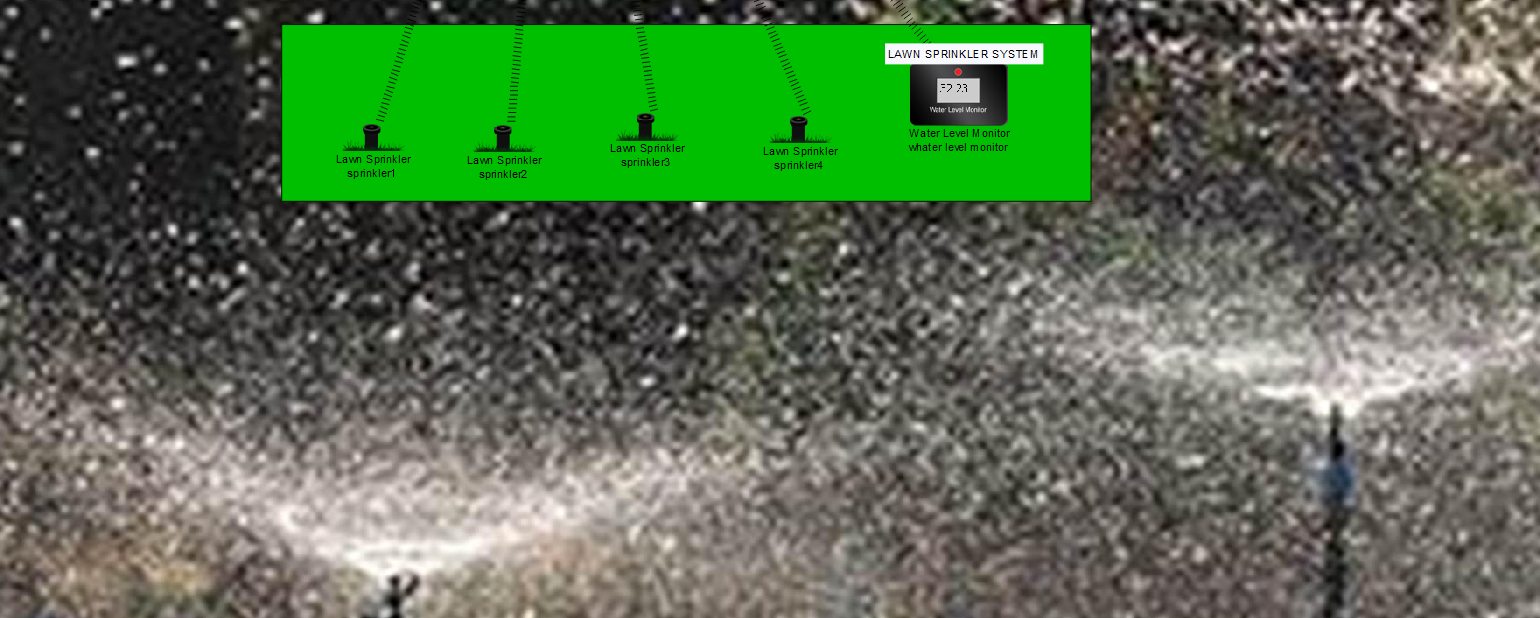 LAWN SPRINKLER SYSTEM
Water Level Monitor
Water Level Monitor
whater level monitor
Lawn Sprinkler
sprinkler1
Lawn Sprinkler
sprinkler2
Lawn Sprinkler
sprinkler3
Lawn Sprinkler
sprinkler4